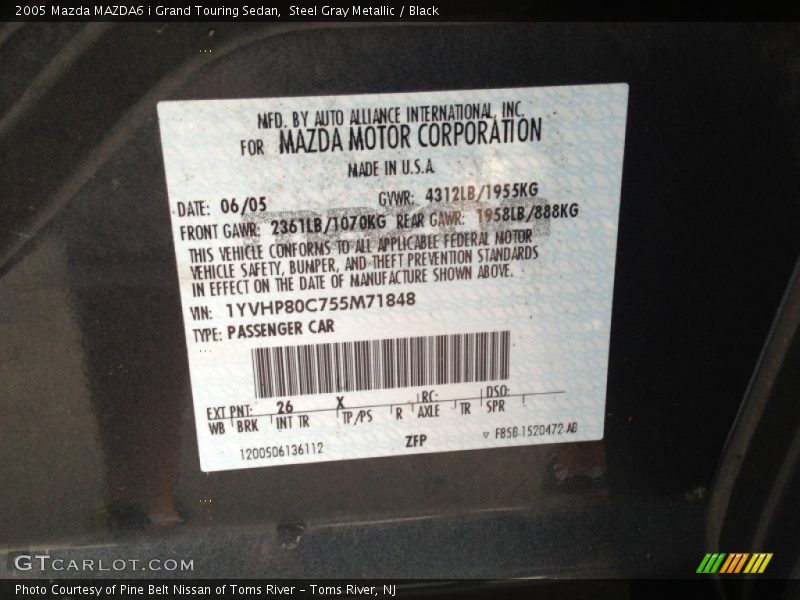 2005 Mazda MAZDA6 i Grand Touring Sedan,  Steel Gray Metallic / Black
MFD. BY AUTO ALLIANCE INTERNATIONAL, INC.
FOR MAZDA MOTOR CORPORATION
MADE IN U.S.A.
DATE: 06/05 GVWR: 4312LB/1955KG
FRONT GAWR: 2361LB/1070KG REAR GAWR: 1958LB/888KG
THIS VEHICLE CONFORMS TO ALL APPLICABLE FEDERAL MOTOR
VEHICLE SAFETY, BUMPER, AND THEFT PREVENTION STANDARDS
IN EFFECT ON THE DATE OF MANUFACTURE SHOWN ABOVE.
VIN: 1YVHP80C755M71848
TYPE: PASSENGER CAR
EXT PNT: 26 X RC: DSO:
WB BRK INT TR TP/PS R AXLE TR SPR
1200506136112 ZFP F85B-1520472-AB
GTCARLOT.COM
Photo Courtesy of Pine Belt Nissan of Toms River – Toms River, NJ